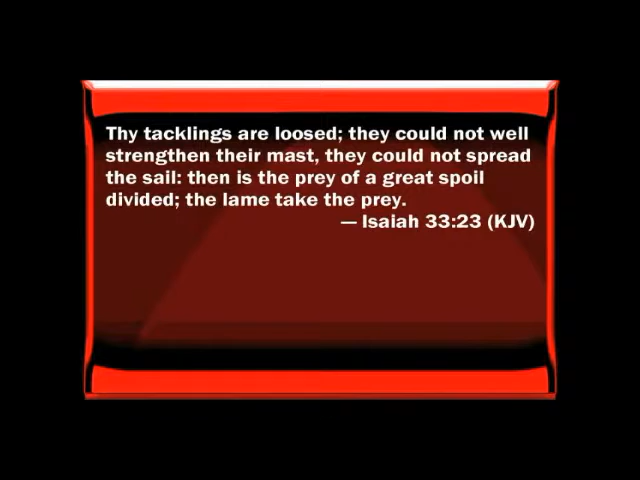 Thy tacklings are loosed; they could not well
strengthen their mast, they could not spread
the sail: then is the prey of a great spoil
divided; the lame take the prey.
— Isaiah 33:23 (KJV)